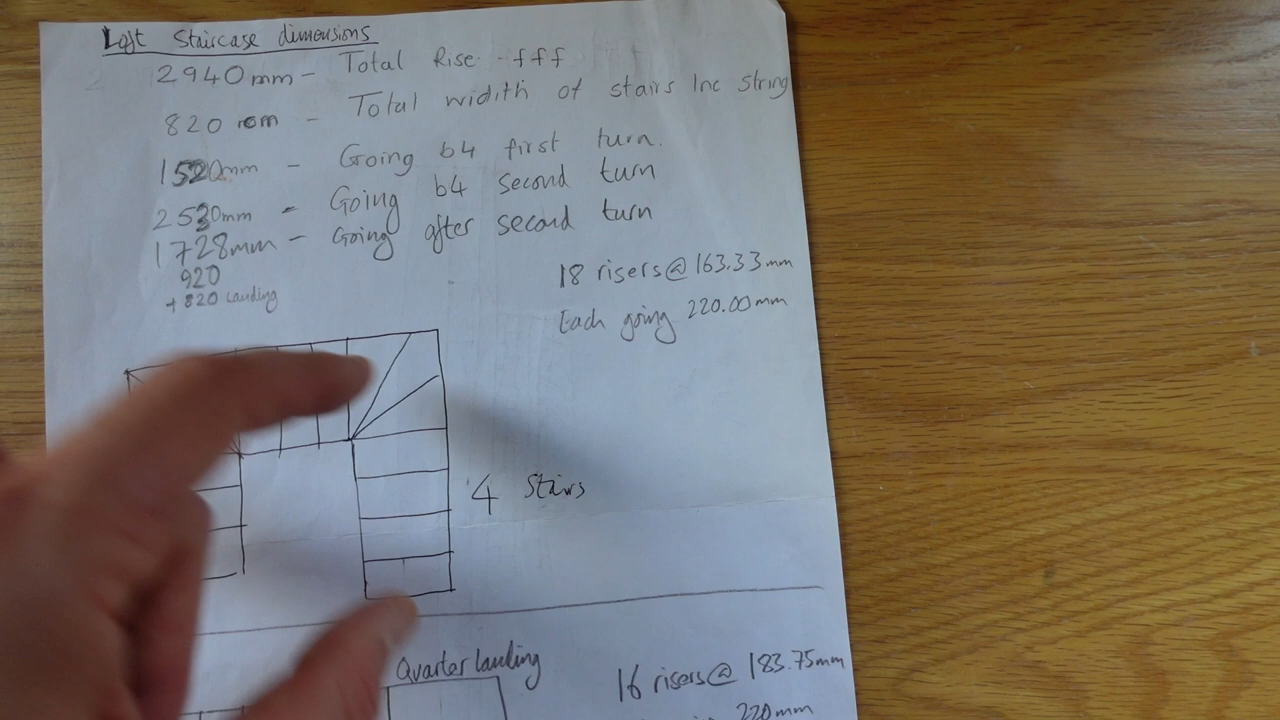 Loft Staircase dimensions
2940mm - Total Rise - fff
820 mm - Total width of stairs Inc String
1520mm - Going b4 first turn.
2530mm - Going b4 second turn
1728mm - Going after second turn
920
+ 820 Landing
18 risers @ 163.33mm
Each going 220.00mm
4 Stairs
Quarter landing
16 risers @ 183.75mm
220mm